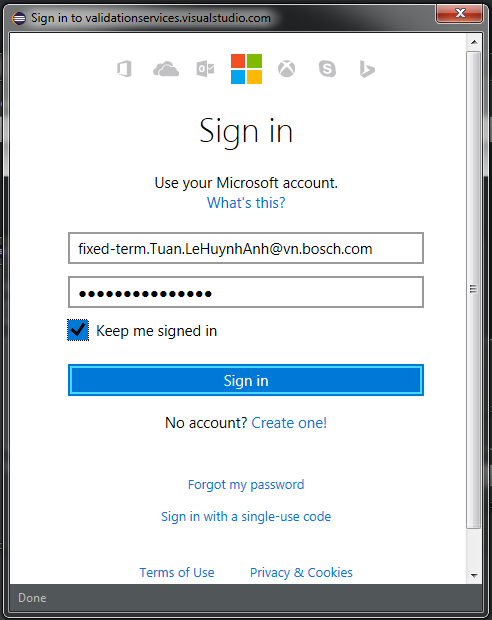 Sign in to validationservices.visualstudio.com
Sign in
Use your Microsoft account.
What's this?
fixed-term.Tuan.LeHuynhAnh@vn.bosch.com
●●●●●●●●●●●●●●●
Keep me signed in
Sign in
No account? Create one!
Forgot my password
Sign in with a single-use code
Terms of Use Privacy & Cookies
Done